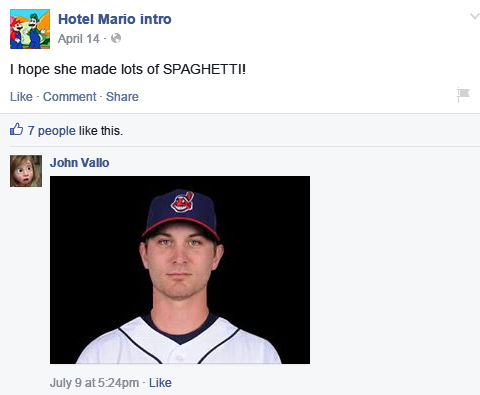 Hotel Mario intro
April 14 ·
I hope she made lots of SPAGHETTI!
Like · Comment · Share
7 people like this.
John Vallo
July 9 at 5:24pm · Like